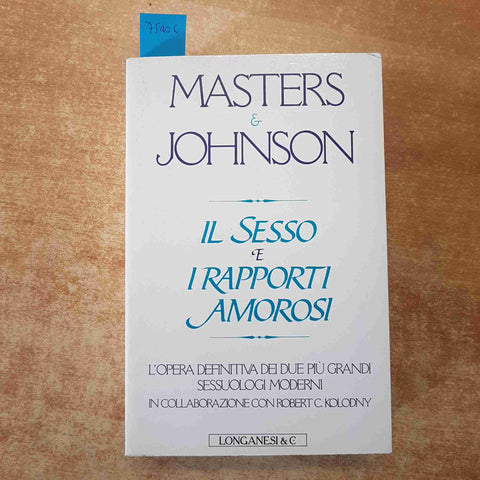 7540c
MASTERS
&
JOHNSON
IL SESSO
E
I RAPPORTI
AMOROSI
L'OPERA DEFINITIVA DEI DUE PIÙ GRANDI
SESSUOLOGI MODERNI
IN COLLABORAZIONE CON ROBERT C. KOLODNY
LONGANESI & C.